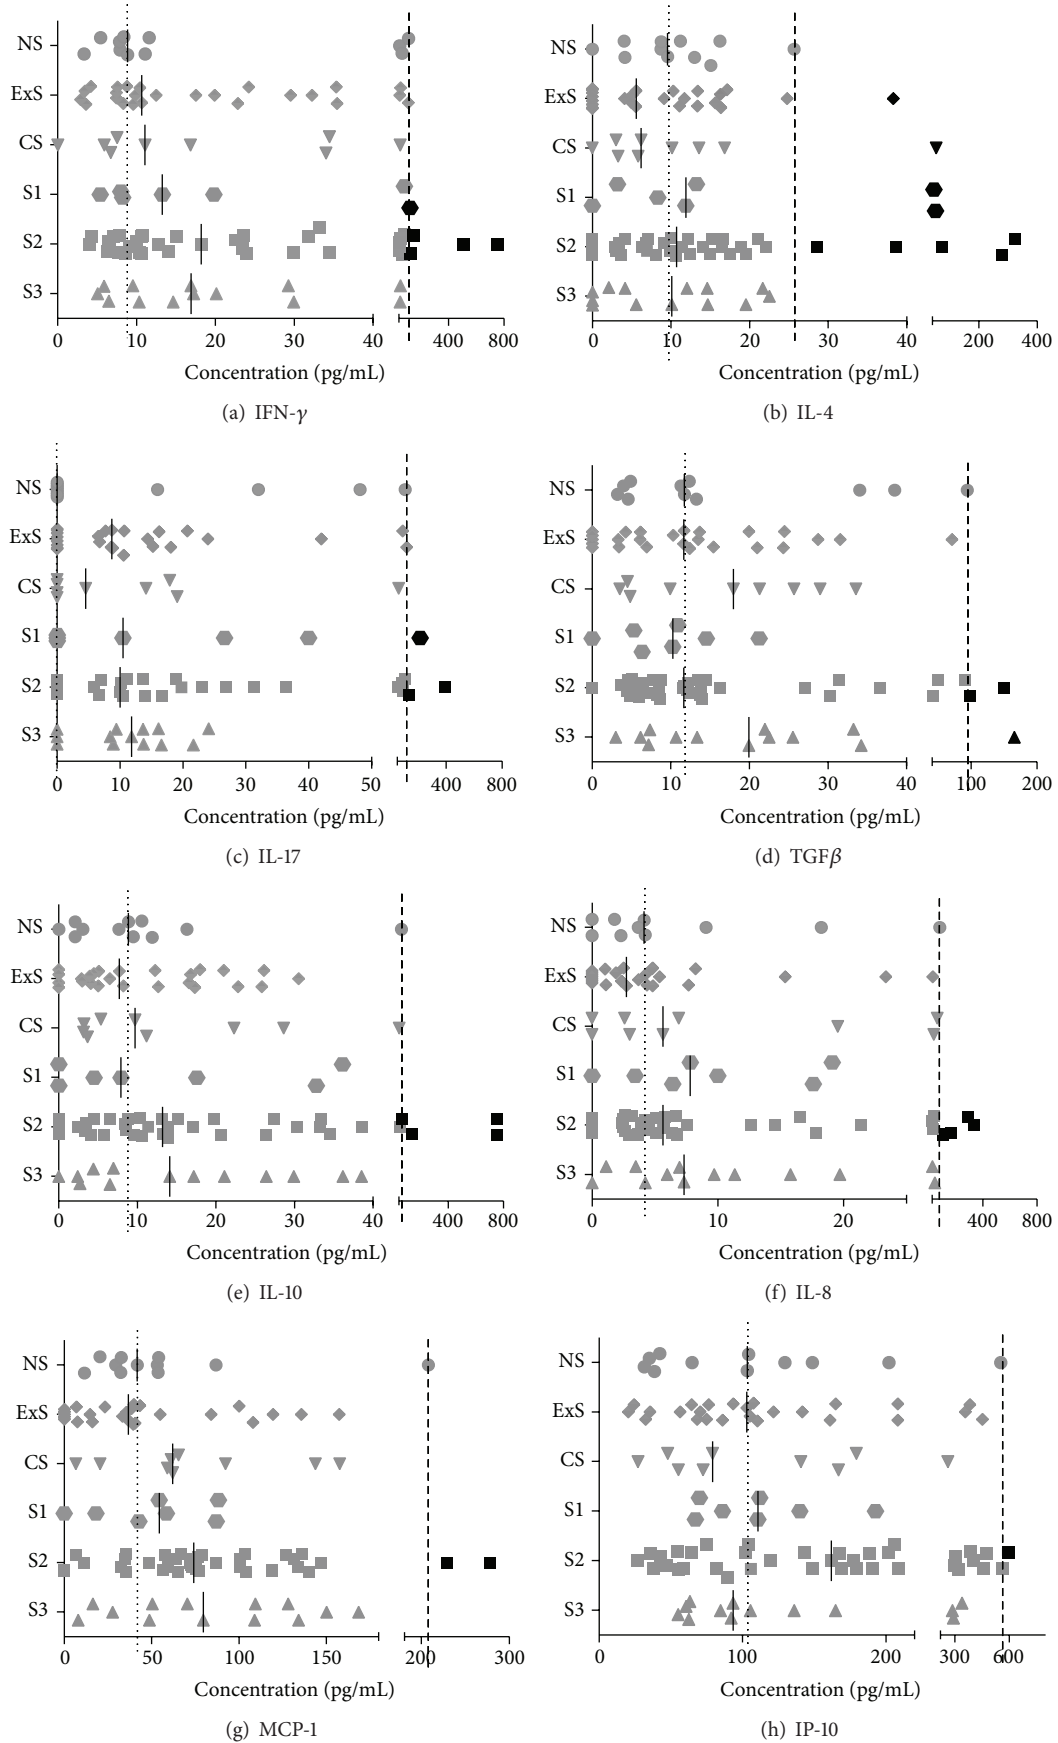 NS
ExS
CS
S1
S2
S3
0 10 20 30 40 400 800
Concentration (pg/mL)
(a) IFN-γ
NS
ExS
CS
S1
S2
S3
0 10 20 30 40 200 400
Concentration (pg/mL)
(b) IL-4
NS
ExS
CS
S1
S2
S3
0 10 20 30 40 50 400 800
Concentration (pg/mL)
(c) IL-17
NS
ExS
CS
S1
S2
S3
0 10 20 30 40 100 200
Concentration (pg/mL)
(d) TGFβ
NS
ExS
CS
S1
S2
S3
0 10 20 30 40 400 800
Concentration (pg/mL)
(e) IL-10
NS
ExS
CS
S1
S2
S3
0 10 20 400 800
Concentration (pg/mL)
(f) IL-8
NS
ExS
CS
S1
S2
S3
0 50 100 150 200 300
Concentration (pg/mL)
(g) MCP-1
NS
ExS
CS
S1
S2
S3
0 100 200 300 600
Concentration (pg/mL)
(h) IP-10